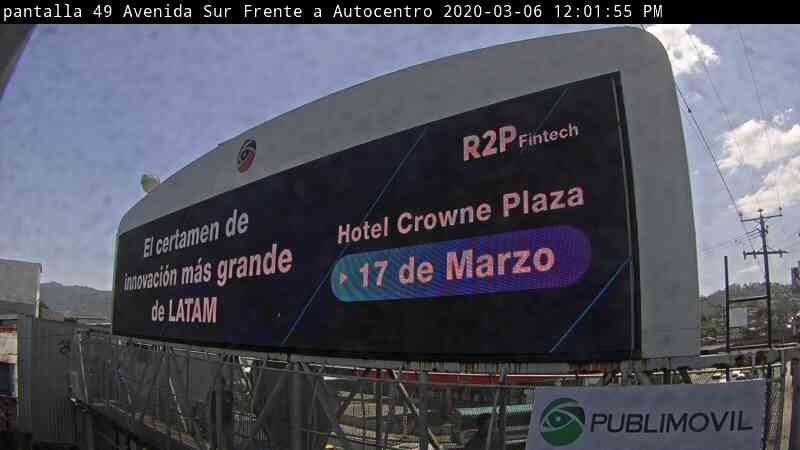 pantalla 49 Avenida Sur Frente a Autocentro 2020-03-06 12:01:55 PM
El certamen de
innovación más grande
de LATAM
R2P Fintech
Hotel Crowne Plaza
17 de Marzo
PUBLIMOVIL